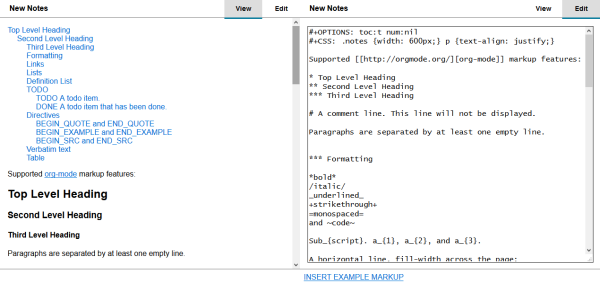 New Notes
View
Edit
Top Level Heading
Second Level Heading
Third Level Heading
Formatting
Links
Lists
Definition List
TODO
TODO A todo item.
DONE A todo item that has been done.
Directives
BEGIN_QUOTE and END_QUOTE
BEGIN_EXAMPLE and END_EXAMPLE
BEGIN_SRC and END_SRC
Verbatim text
Table
Supported org-mode markup features:
Top Level Heading
Second Level Heading
Third Level Heading
Paragraphs are separated by at least one empty line.
New Notes
View
Edit
#+OPTIONS: toc:t num:nil
#+CSS: .notes {width: 600px;} p {text-align: justify;}
Supported [[http://orgmode.org/][org-mode]] markup features:
* Top Level Heading
** Second Level Heading
*** Third Level Heading
# A comment line. This line will not be displayed.
Paragraphs are separated by at least one empty line.
*** Formatting
*bold*
/italic/
_underlined_
+strikethrough+
=monospaced=
and ~code~
Sub_{script}. a_{1}, a_{2}, and a_{3}.
A horizontal line, fill-width across the page:
INSERT EXAMPLE MARKUP